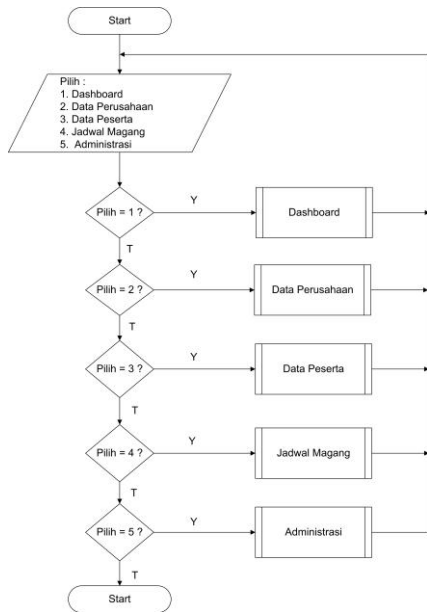 Start
Pilih :
1. Dashboard
2. Data Perusahaan
3. Data Peserta
4. Jadwal Magang
5. Administrasi
Pilih = 1 ?
Y
Dashboard
T
Pilih = 2 ?
Y
Data Perusahaan
T
Pilih = 3 ?
Y
Data Peserta
T
Pilih = 4 ?
Y
Jadwal Magang
T
Pilih = 5 ?
Y
Administrasi
T
Start